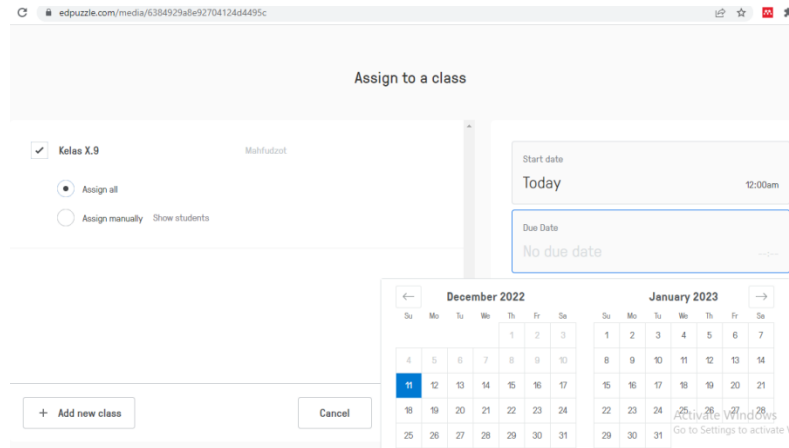 edpuzzle.com/media/6384929a8e92704124d4495c
Assign to a class
Kelas X.9 Mahfudzot
Assign all
Assign manually Show students
Start date
Today 12:00am
Due Date
No due date --:--
← December 2022
Su Mo Tu We Th Fr Sa
1 2 3
4 5 6 7 8 9 10
11 12 13 14 15 16 17
18 19 20 21 22 23 24
25 26 27 28 29 30 31
January 2023 →
Su Mo Tu We Th Fr Sa
1 2 3 4 5 6 7
8 9 10 11 12 13 14
15 16 17 18 19 20 21
22 23 24 25 26 27 28
29 30 31
+ Add new class
Cancel
Activate Windows
Go to Settings to activate